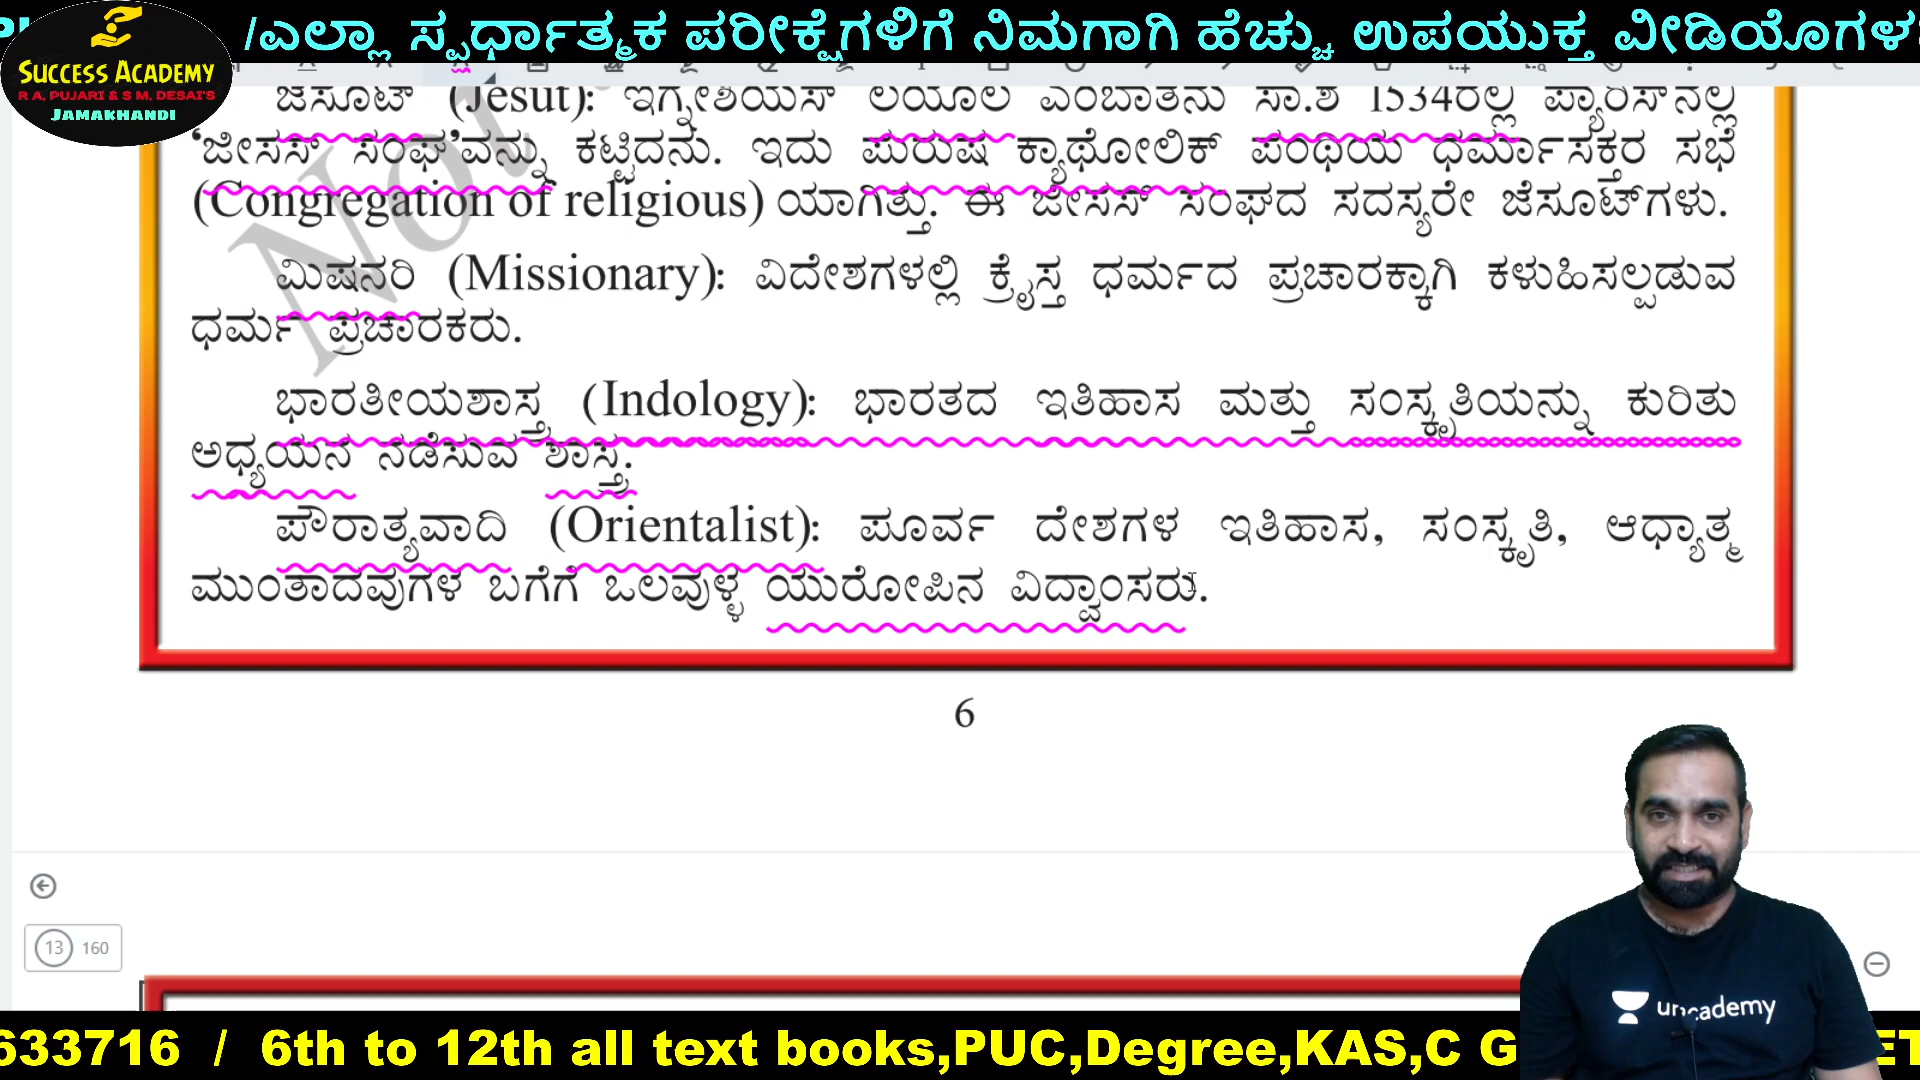 /ಎಲ್ಲಾ ಸ್ಪರ್ಧಾತ್ಮಕ ಪರೀಕ್ಷೆಗಳಿಗೆ ನಿಮಗಾಗಿ ಹೆಚ್ಚು ಉಪಯುಕ್ತ ವೀಡಿಯೊಗಳ
SUCCESS ACADEMY
R A, PUJARI & S M, DESAI'S
JAMAKHANDI
ಜೆಸೂಟ್ (Jesut): ಇಗ್ನೇಶಿಯಸ್ ಲಯೊಲ ಎಂಬಾತನು ಸಾ.ಶ 1534ರಲ್ಲಿ ಪ್ಯಾರಿಸ್‌ನಲ್ಲಿ
'ಜೀಸಸ್ ಸಂಘ'ವನ್ನು ಕಟ್ಟಿದನು. ಇದು ಪುರುಷ ಕ್ಯಾಥೋಲಿಕ್ ಪಂಥೀಯ ಧರ್ಮಾಸಕ್ತರ ಸಭೆ
(Congregation of religious) ಯಾಗಿತ್ತು. ಈ ಜೀಸಸ್ ಸಂಘದ ಸದಸ್ಯರೇ ಜೆಸೂಟ್‌ಗಳು.
ಮಿಷನರಿ (Missionary): ವಿದೇಶಗಳಲ್ಲಿ ಕ್ರೈಸ್ತ ಧರ್ಮದ ಪ್ರಚಾರಕ್ಕಾಗಿ ಕಳುಹಿಸಲ್ಪಡುವ
ಧರ್ಮ ಪ್ರಚಾರಕರು.
ಭಾರತೀಯಶಾಸ್ತ್ರ (Indology): ಭಾರತದ ಇತಿಹಾಸ ಮತ್ತು ಸಂಸ್ಕೃತಿಯನ್ನು ಕುರಿತು
ಅಧ್ಯಯನ ನಡೆಸುವ ಶಾಸ್ತ್ರ.
ಪೌರಾತ್ಯವಾದಿ (Orientalist): ಪೂರ್ವ ದೇಶಗಳ ಇತಿಹಾಸ, ಸಂಸ್ಕೃತಿ, ಆಧ್ಯಾತ್ಮ
ಮುಂತಾದವುಗಳ ಬಗೆಗೆ ಒಲವುಳ್ಳ ಯುರೋಪಿನ ವಿದ್ವಾಂಸರು.
6
13 160
unacademy
633716 / 6th to 12th all text books,PUC,Degree,KAS,C G